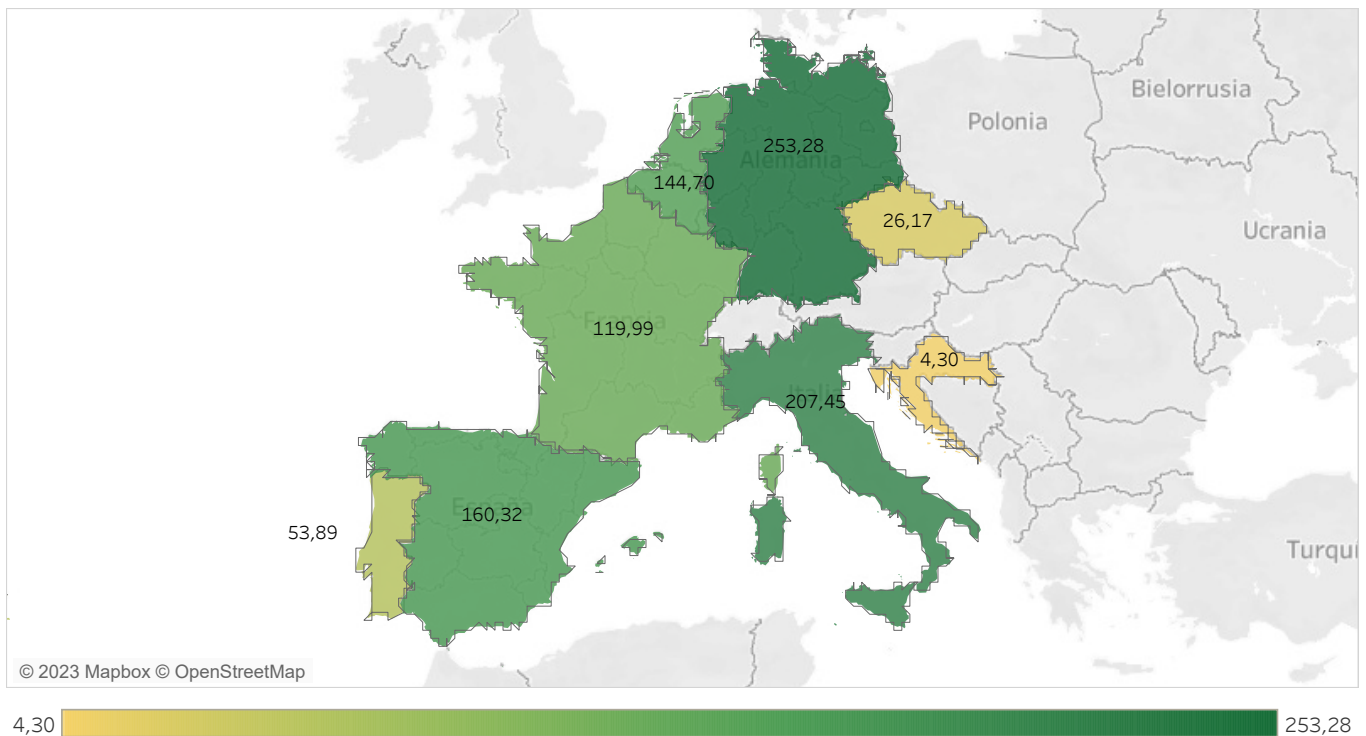 Bielorrusia
Polonia
253,28
Alemania
144,70
26,17
Ucrania
Francia
119,99
4,30
Italia
207,45
España
160,32
53,89
Turqu
© 2023 Mapbox © OpenStreetMap
4,30
253,28